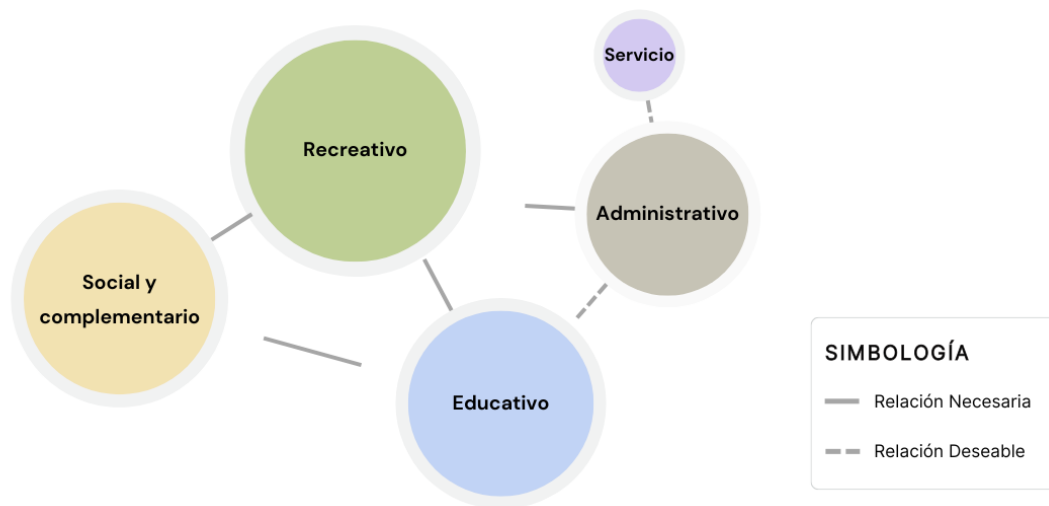 Servicio
Recreativo
Administrativo
Social y
complementario
Educativo
SIMBOLOGÍA
Relación Necesaria
Relación Deseable